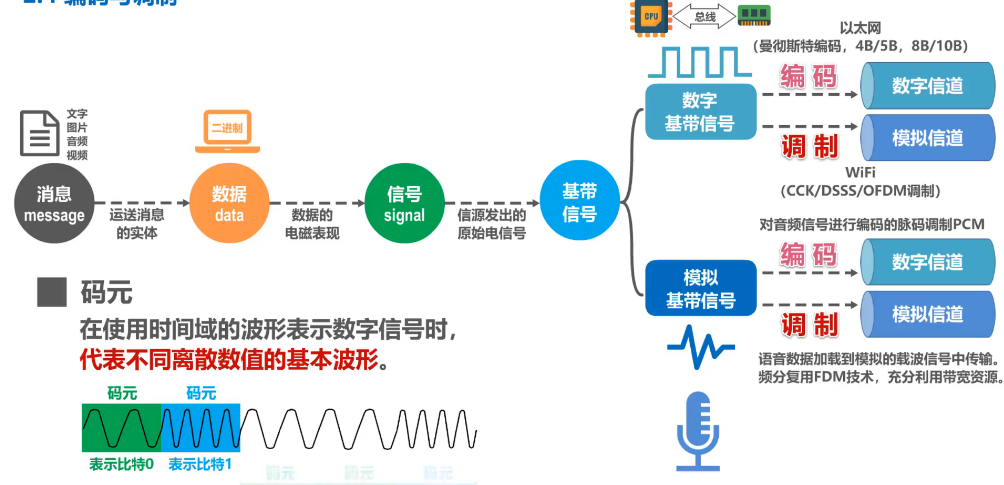 2.4 编码与调制
CPU
总线
以太网
(曼彻斯特编码，4B/5B，8B/10B)
编码
数字信道
数字
基带信号
调制
模拟信道
WiFi
(CCK/DSSS/OFDM调制)
文字
图片
音频
视频
二进制
消息
message
运送消息
的实体
数据
data
数据的
电磁表现
信号
signal
信源发出的
原始电信号
基带
信号
对音频信号进行编码的脉码调制PCM
编码
数字信道
模拟
基带信号
调制
模拟信道
语音数据加载到模拟的载波信号中传输。
频分复用FDM技术，充分利用带宽资源。
码元
在使用时间域的波形表示数字信号时，
代表不同离散数值的基本波形。
码元
码元
表示比特0
表示比特1
码元
码元
码元